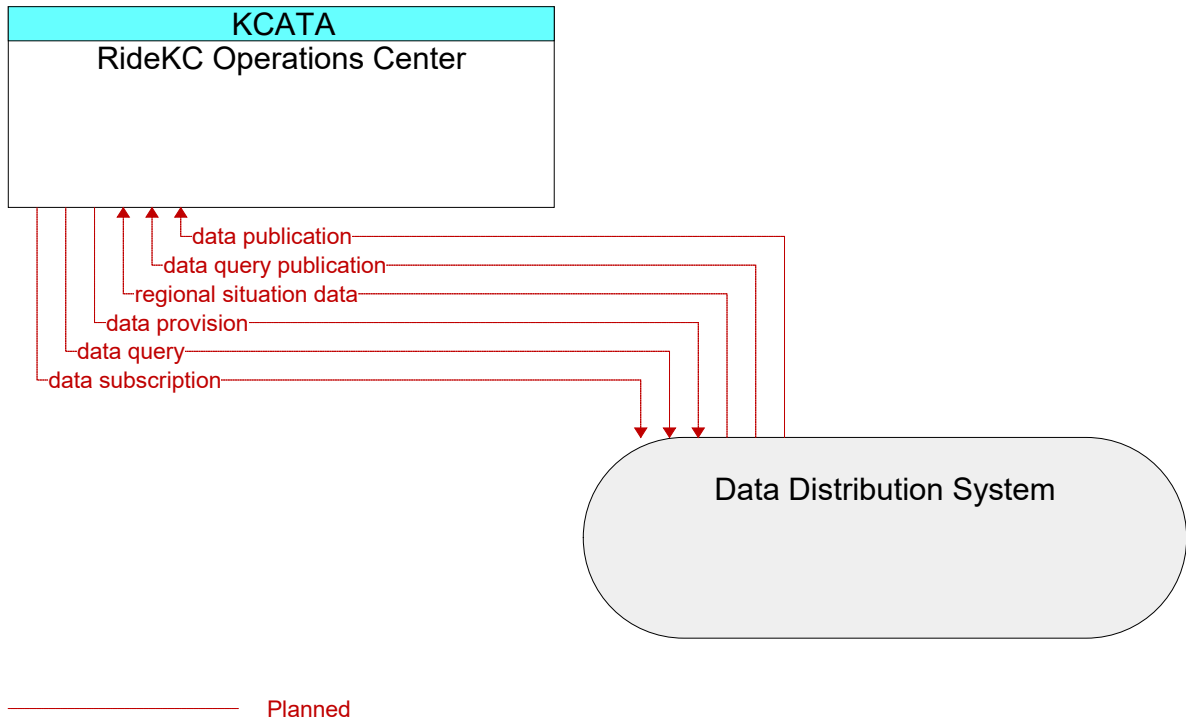 KCATA
RideKC Operations Center
data publication
data query publication
regional situation data
data provision
data query
data subscription
Data Distribution System
Planned